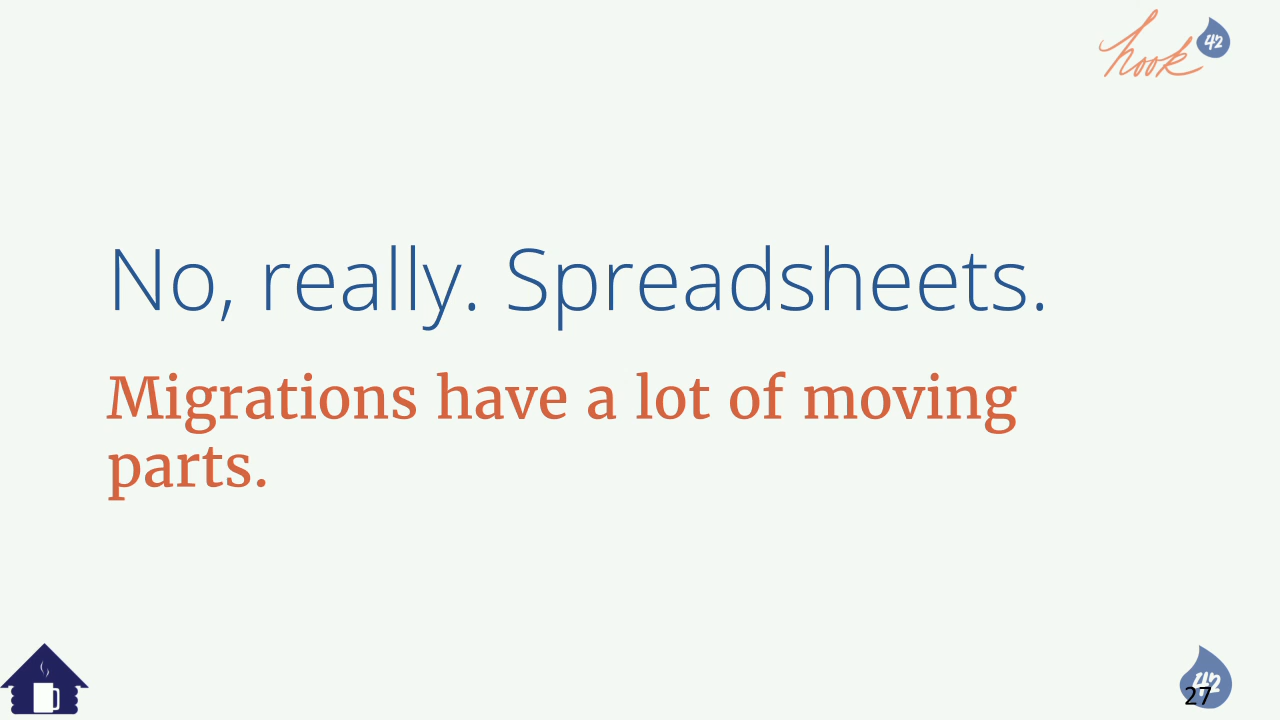 hook 42
No, really. Spreadsheets.
Migrations have a lot of moving
parts.
42
27